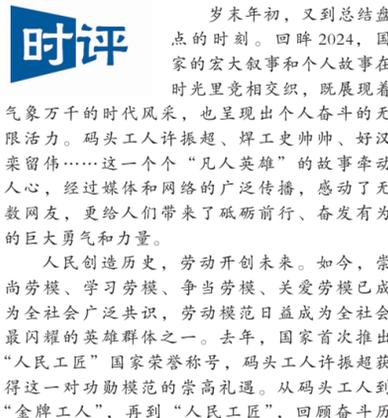 时评
岁末年初，又到总结盘
点的时刻。回眸2024，国
家的宏大叙事和个人故事在
时光里竞相交织，既展现着
气象万千的时代风采，也呈现出个人奋斗的无
限活力。码头工人许振超、焊工史帅帅、好汉
栾留伟……这一个个“凡人英雄”的故事牵动
人心，经过媒体和网络的广泛传播，感动了无
数网友，更给人们带来了砥砺前行、奋发有为
的巨大勇气和力量。
人民创造历史，劳动开创未来。如今，崇
尚劳模、学习劳模、争当劳模、关爱劳模已成
为全社会广泛共识，劳动模范日益成为全社会
最闪耀的英雄群体之一。去年，国家首次推出
“人民工匠”国家荣誉称号，码头工人许振超获
得这一对功勋模范的崇高礼遇。从码头工人到
“金牌工人”，再到“人民工匠”，回顾奋斗历